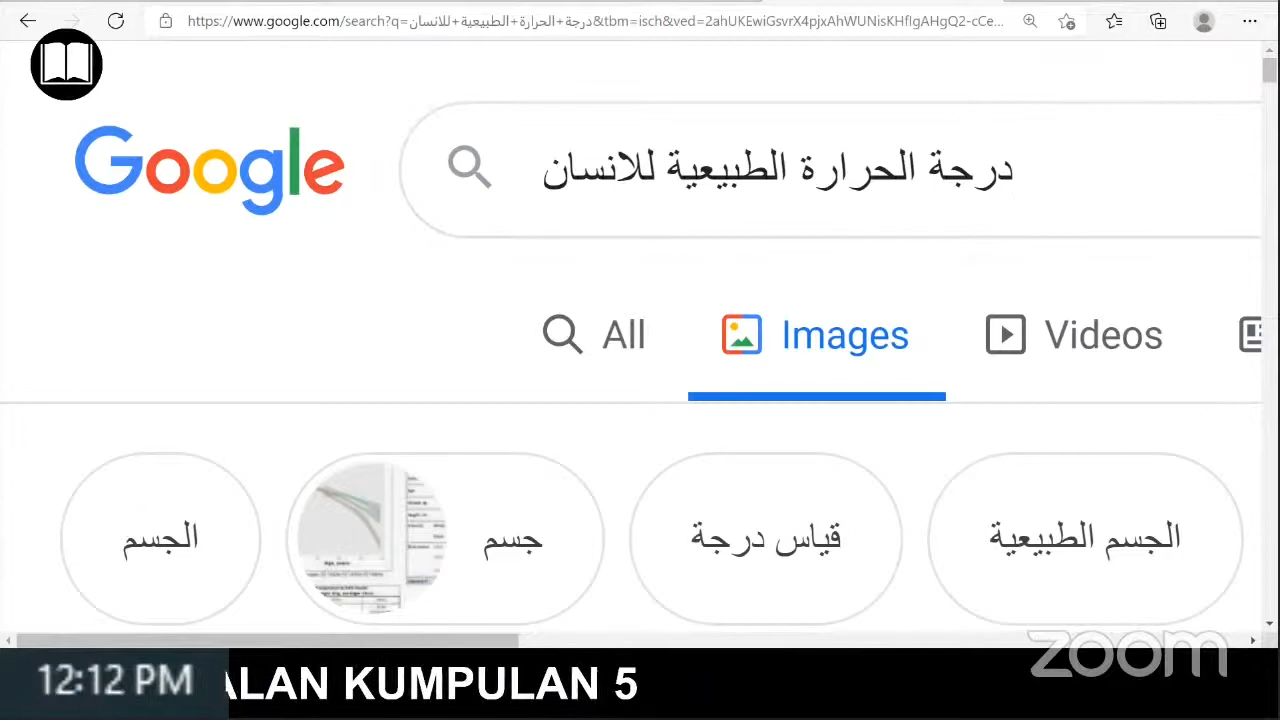 https://www.google.com/search?q=درجة+الحرارة+الطبيعية+للانسان&tbm=isch&ved=2ahUKEwiGsvrX4pjxAhWUNisKHfIgAHgQ2-cCe...
Google
درجة الحرارة الطبيعية للانسان
All Images Videos
الجسم جسم قياس درجة الجسم الطبيعية
zoom
12:12 PM ALAN KUMPULAN 5